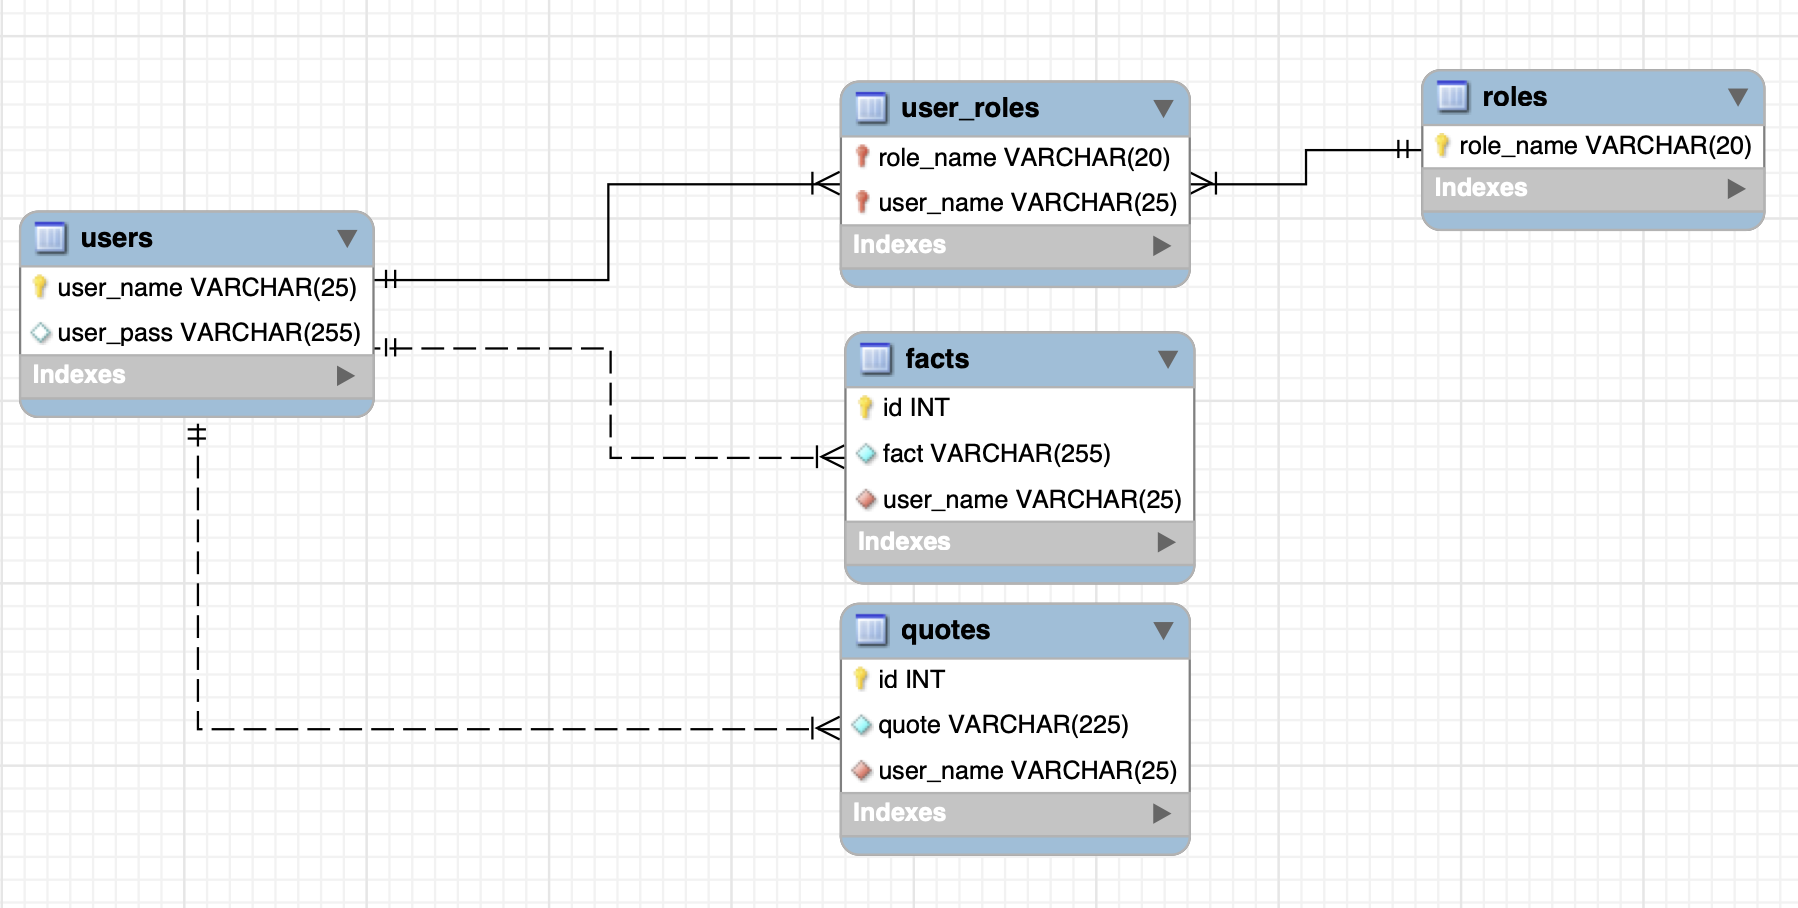 users
user_name VARCHAR(25)
user_pass VARCHAR(255)
Indexes
user_roles
role_name VARCHAR(20)
user_name VARCHAR(25)
Indexes
roles
role_name VARCHAR(20)
Indexes
facts
id INT
fact VARCHAR(255)
user_name VARCHAR(25)
Indexes
quotes
id INT
quote VARCHAR(225)
user_name VARCHAR(25)
Indexes